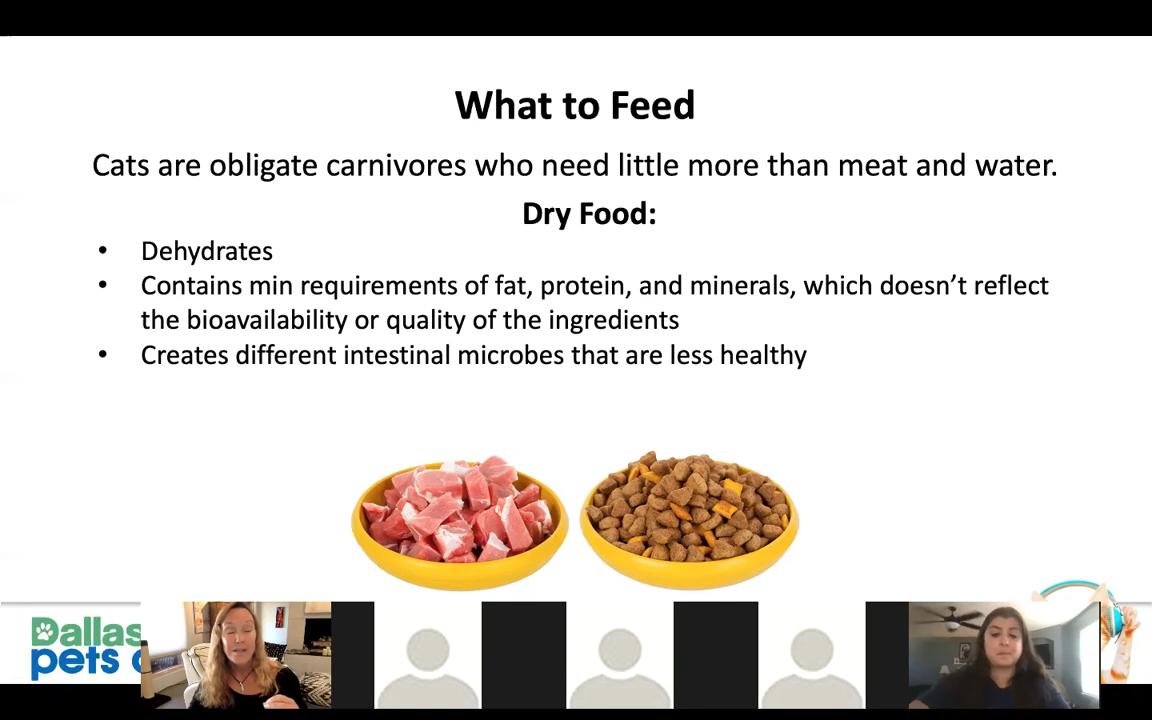 What to Feed
Cats are obligate carnivores who need little more than meat and water.
Dry Food:
• Dehydrates
• Contains min requirements of fat, protein, and minerals, which doesn’t reflect
the bioavailability or quality of the ingredients
• Creates different intestinal microbes that are less healthy
Dallas
pets